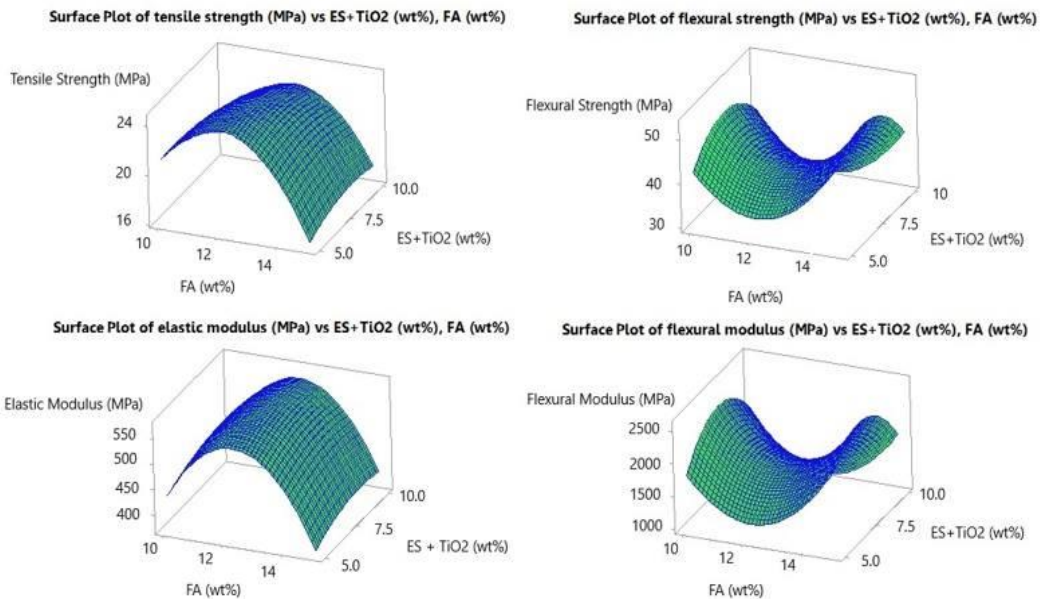 Surface Plot of tensile strength (MPa) vs ES+TiO2 (wt%), FA (wt%)
Tensile Strength (MPa)
24
20
16
10
12
14
FA (wt%)
5.0
7.5
10.0
ES+TiO2 (wt%)
Surface Plot of flexural strength (MPa) vs ES+TiO2 (wt%), FA (wt%)
Flexural Strength (MPa)
50
40
30
10
12
14
FA (wt%)
5.0
7.5
10
ES+TiO2 (wt%)
Surface Plot of elastic modulus (MPa) vs ES+TiO2 (wt%), FA (wt%)
Elastic Modulus (MPa)
550
500
450
400
10
12
14
FA (wt%)
5.0
7.5
10.0
ES + TiO2 (wt%)
Surface Plot of flexural modulus (MPa) vs ES+TiO2 (wt%), FA (wt%)
Flexural Modulus (MPa)
2500
2000
1500
1000
10
12
14
FA (wt%)
5.0
7.5
10.0
ES+TiO2 (wt%)